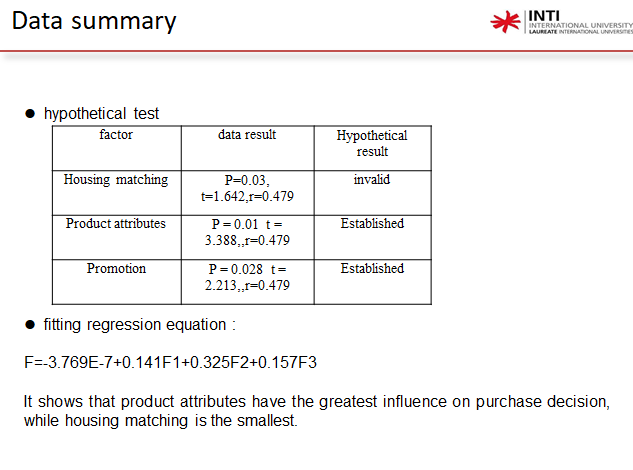 Data summary
INTI
INTERNATIONAL UNIVERSITY
LAUREATE INTERNATIONAL UNIVERSITIES
● hypothetical test
factor
data result
Hypothetical
result
Housing matching
P=0.03,
t=1.642,r=0.479
invalid
Product attributes
P=0.01 t=
3.388,,r=0.479
Established
Promotion
P=0.028 t=
2.213,,r=0.479
Established
● fitting regression equation :
F=-3.769E-7+0.141F1+0.325F2+0.157F3
It shows that product attributes have the greatest influence on purchase decision,
while housing matching is the smallest.